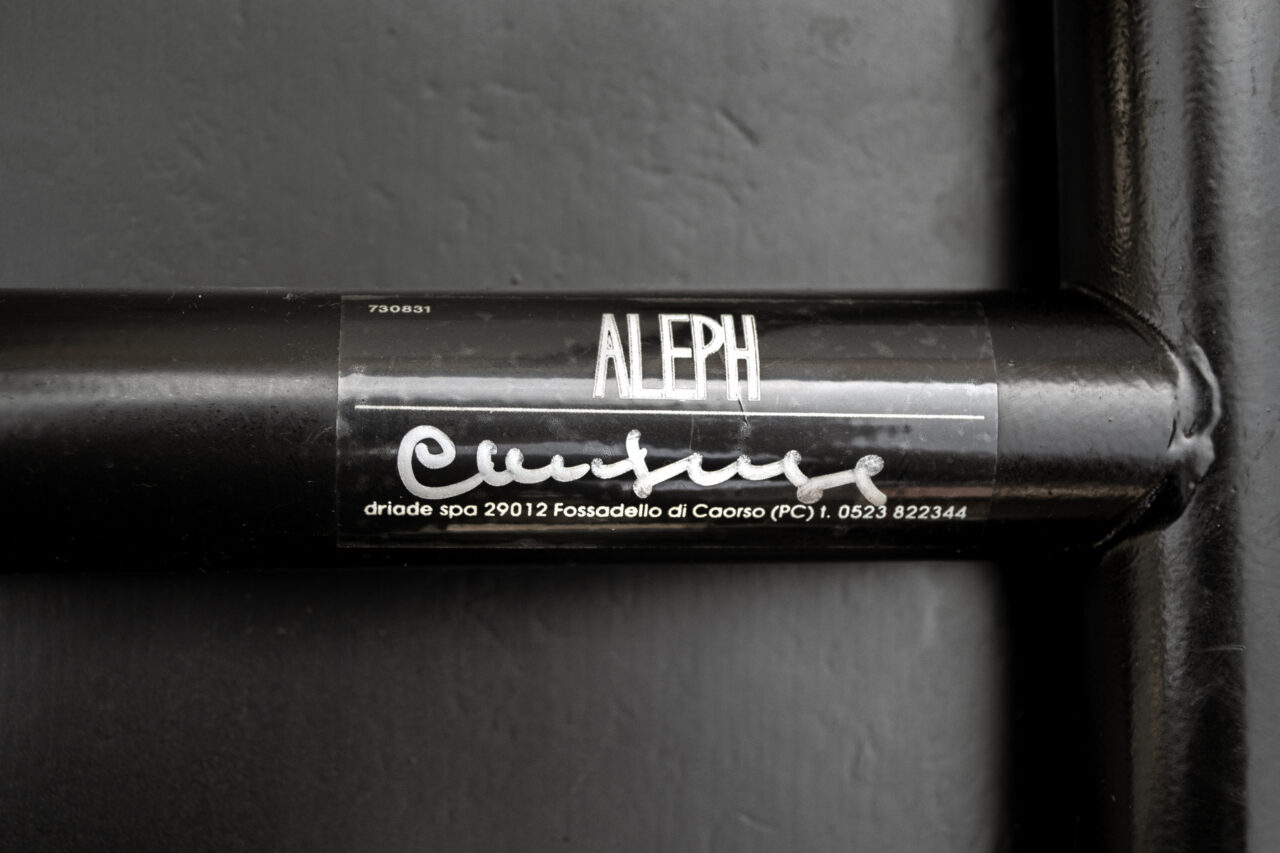 730831
ALEPH
driade spa 29012 Fossadello di Caorso (PC) t. 0523 822344